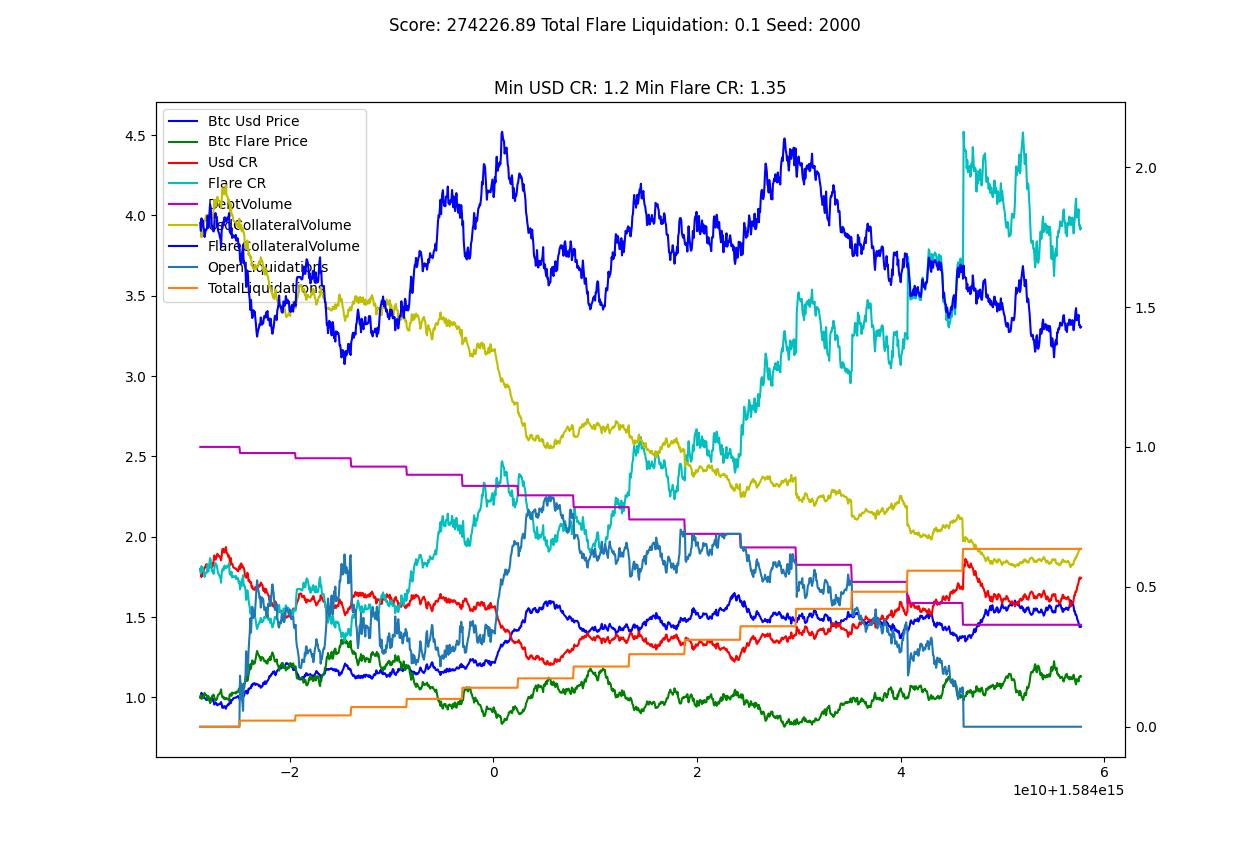 Score: 274226.89 Total Flare Liquidation: 0.1 Seed: 2000
Min USD CR: 1.2 Min Flare CR: 1.35
Btc Usd Price
Btc Flare Price
Usd CR
Flare CR
DebtVolume
UsdCollateralVolume
FlareCollateralVolume
OpenLiquidations
TotalLiquidations
4.5
4.0
3.5
3.0
2.5
2.0
1.5
1.0
2.0
1.5
1.0
0.5
0.0
−2
0
2
4
6
1e10+1.584e15